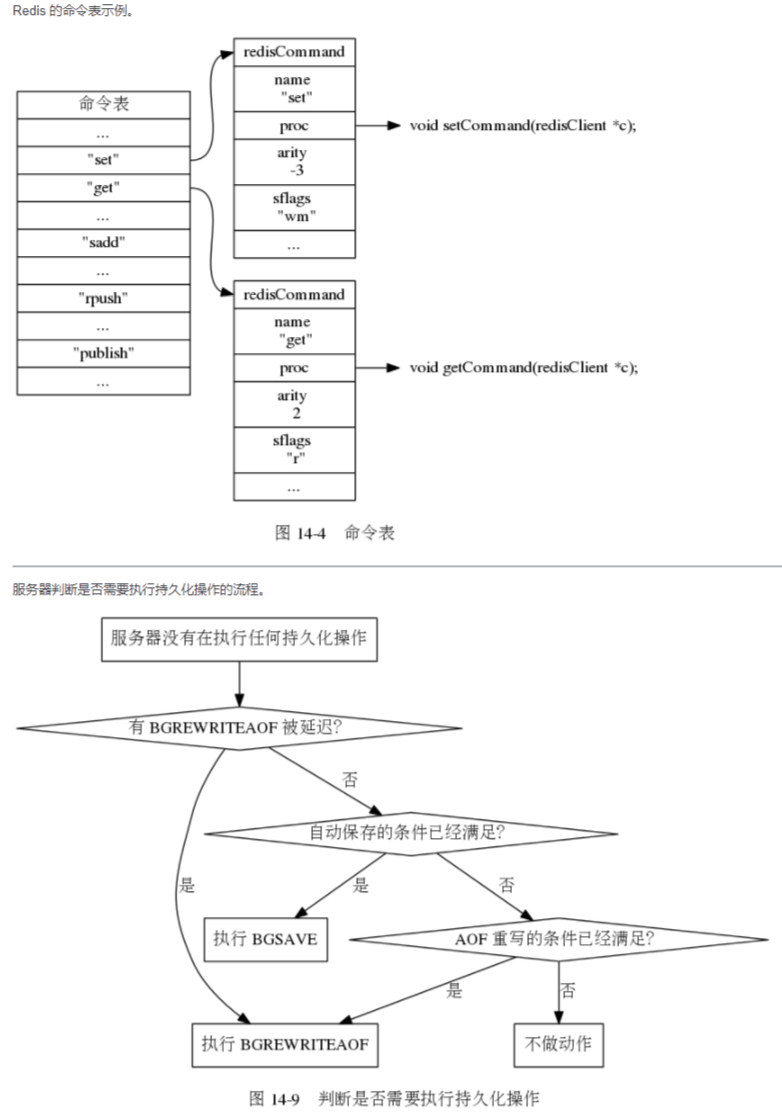 Redis 的命令表示例。
命令表
...
"set"
"get"
...
"sadd"
...
"rpush"
...
"publish"
...
redisCommand
name
"set"
proc
arity
-3
sflags
"wm"
...
void setCommand(redisClient *c);
redisCommand
name
"get"
proc
arity
2
sflags
"r"
...
void getCommand(redisClient *c);
图 14-4 命令表
服务器判断是否需要执行持久化操作的流程。
服务器没有在执行任何持久化操作
有 BGREWRITEAOF 被延迟?
否
自动保存的条件已经满足?
是
是
否
执行 BGSAVE
AOF 重写的条件已经满足?
是
否
执行 BGREWRITEAOF
不做动作
图 14-9 判断是否需要执行持久化操作